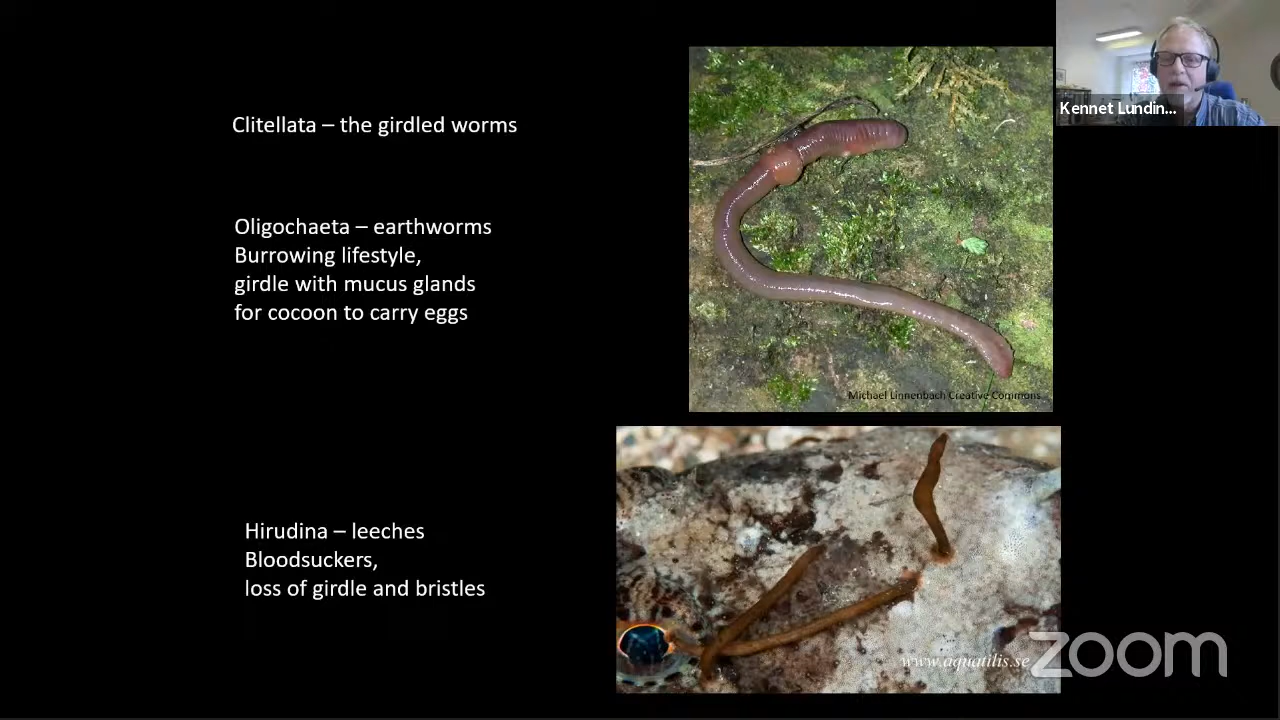 Clitellata – the girdled worms
Oligochaeta – earthworms
Burrowing lifestyle,
girdle with mucus glands
for cocoon to carry eggs
Hirudina – leeches
Bloodsuckers,
loss of girdle and bristles
Michael Linnenbach Creative Commons
www.aquatilis.se
Kennet Lundin...
zoom